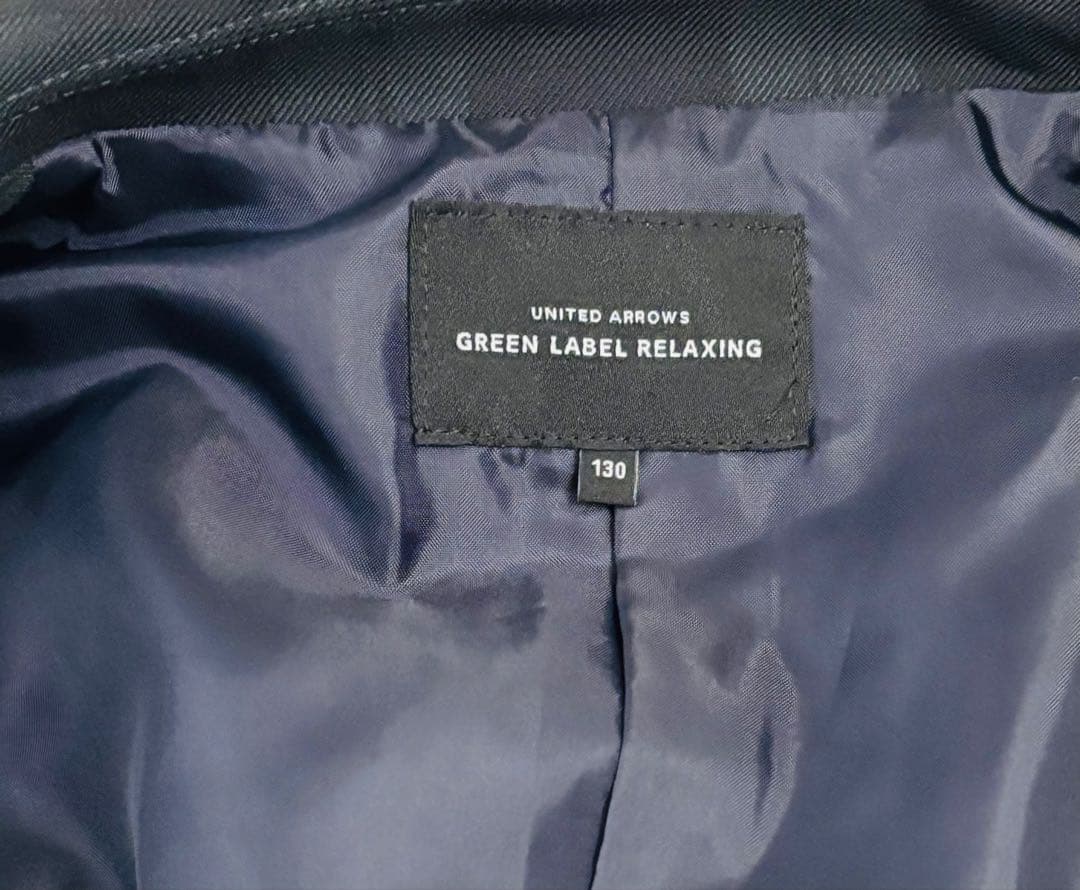 UNITED ARROWS
GREEN LABEL RELAXING
130